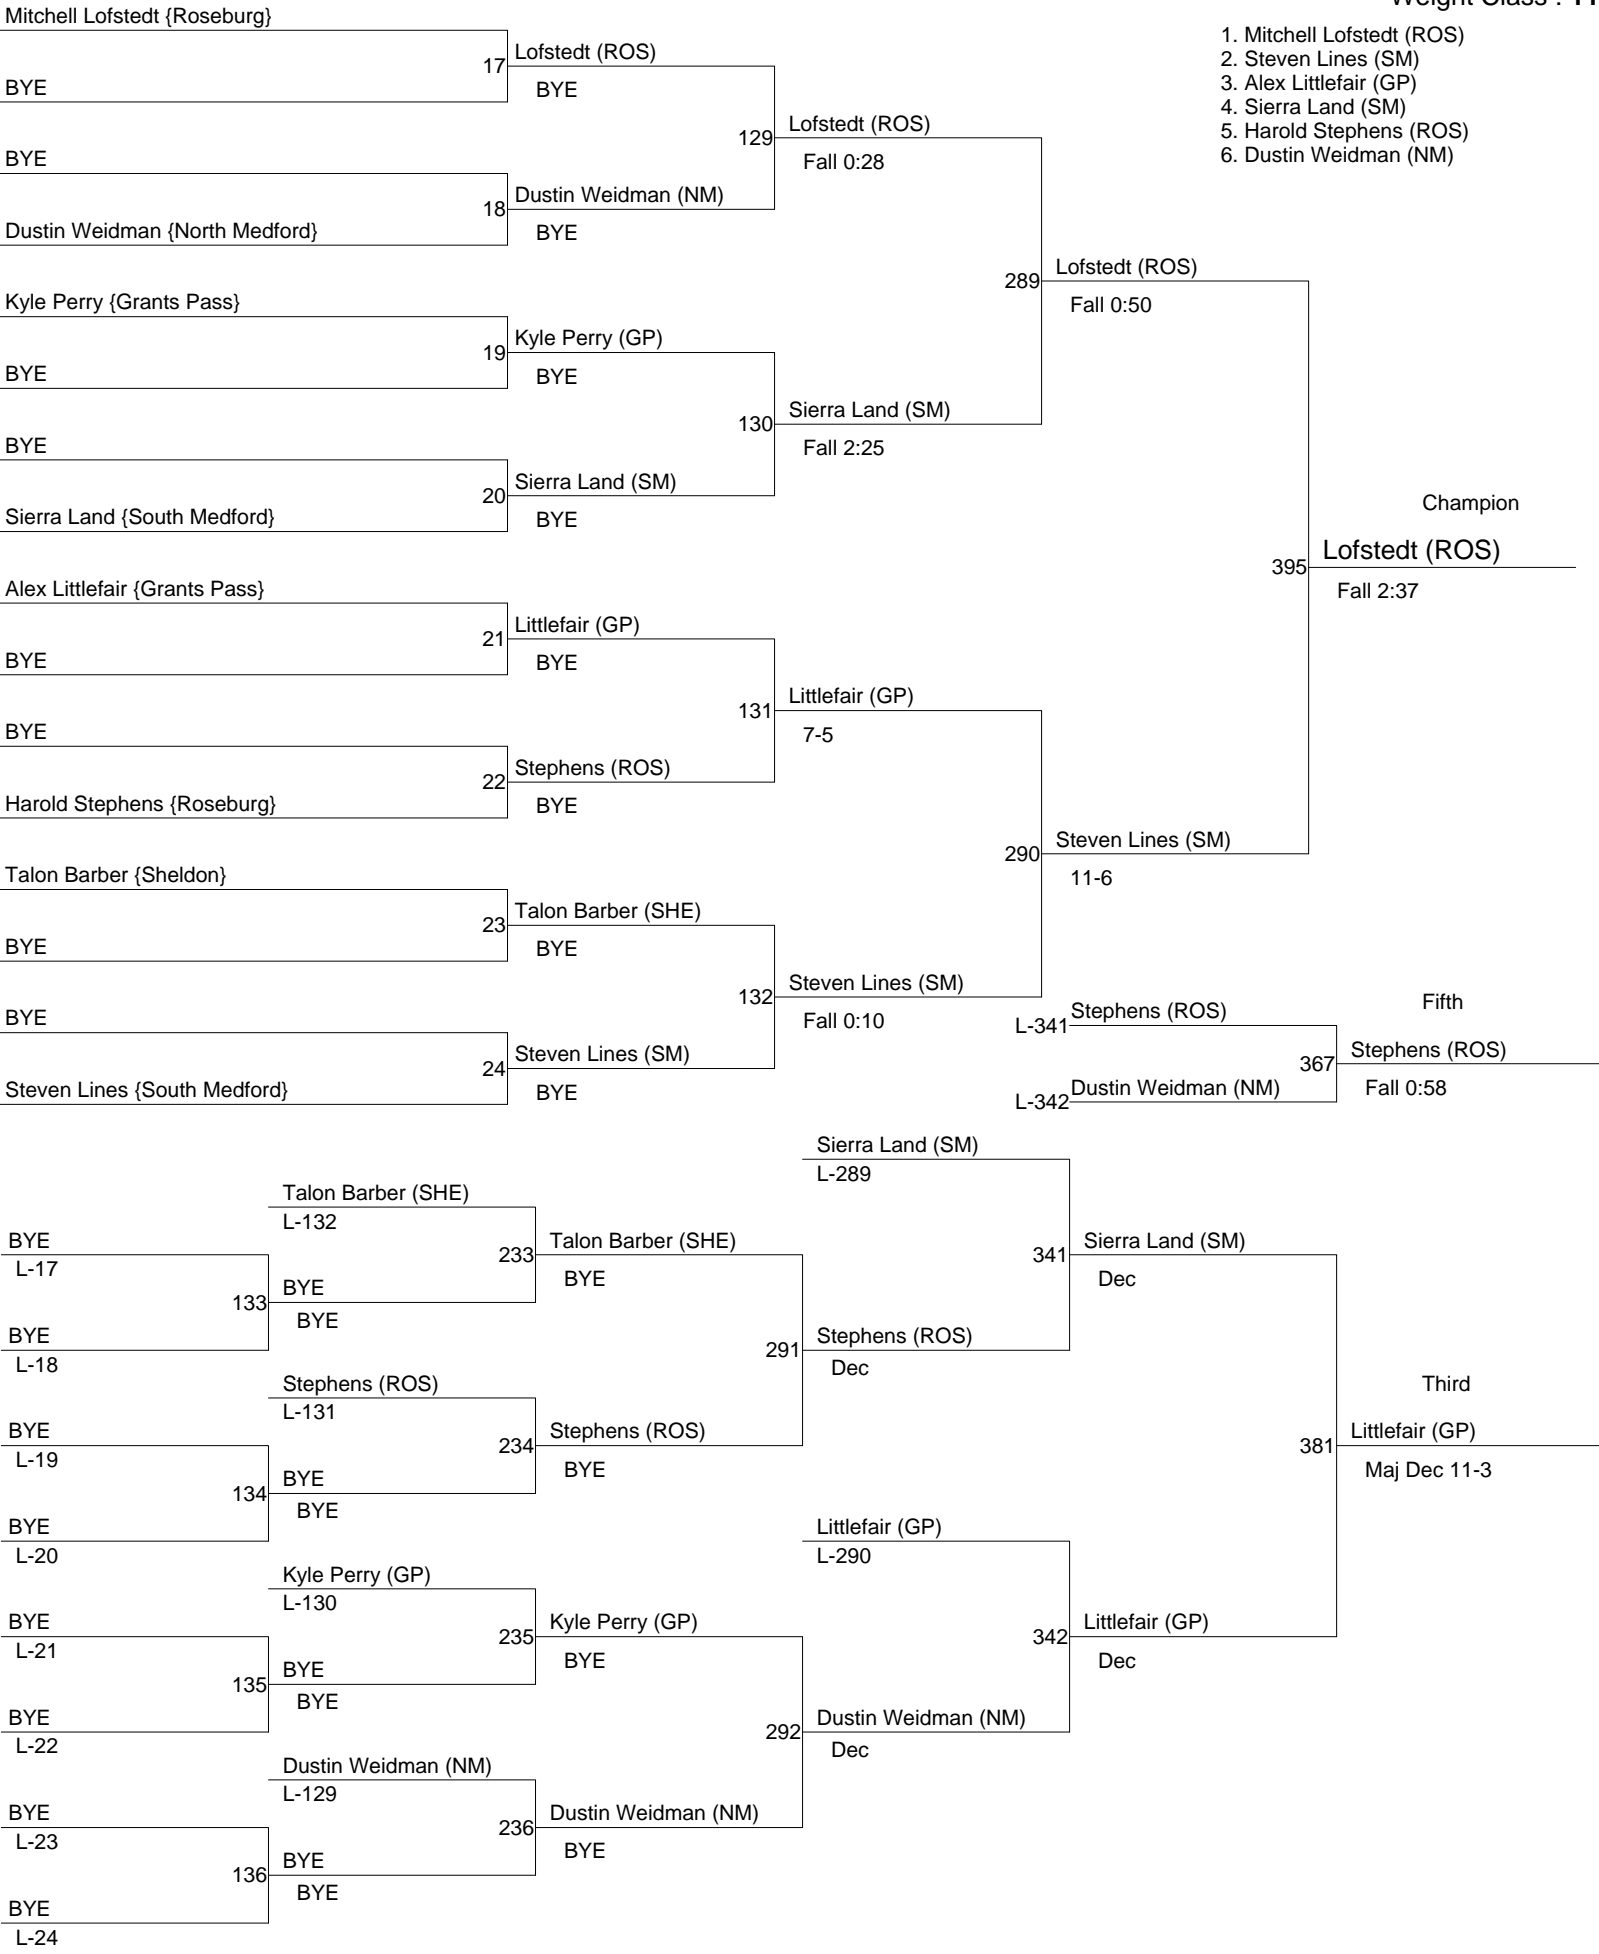 Weight Class :
1. Mitchell Lofstedt (ROS)
2. Steven Lines (SM)
3. Alex Littlefair (GP)
4. Sierra Land (SM)
5. Harold Stephens (ROS)
6. Dustin Weidman (NM)
Mitchell Lofstedt {Roseburg}
17
Lofstedt (ROS)
BYE
BYE
129
Lofstedt (ROS)
Fall 0:28
BYE
18
Dustin Weidman (NM)
BYE
Dustin Weidman {North Medford}
289
Lofstedt (ROS)
Fall 0:50
Kyle Perry {Grants Pass}
19
Kyle Perry (GP)
BYE
BYE
130
Sierra Land (SM)
Fall 2:25
BYE
20
Sierra Land (SM)
BYE
Sierra Land {South Medford}
Champion
395
Lofstedt (ROS)
Fall 2:37
Alex Littlefair {Grants Pass}
21
Littlefair (GP)
BYE
BYE
131
Littlefair (GP)
7-5
BYE
22
Stephens (ROS)
BYE
Harold Stephens {Roseburg}
290
Steven Lines (SM)
11-6
Talon Barber {Sheldon}
23
Talon Barber (SHE)
BYE
BYE
132
Steven Lines (SM)
Fall 0:10
BYE
24
Steven Lines (SM)
BYE
Steven Lines {South Medford}
Fifth
L-341
Stephens (ROS)
367
Stephens (ROS)
Fall 0:58
L-342
Dustin Weidman (NM)
Sierra Land (SM)
L-289
Talon Barber (SHE)
L-132
BYE
L-17
233
Talon Barber (SHE)
BYE
341
Sierra Land (SM)
Dec
133
BYE
BYE
BYE
L-18
291
Stephens (ROS)
Dec
Stephens (ROS)
L-131
Third
BYE
L-19
234
Stephens (ROS)
BYE
381
Littlefair (GP)
Maj Dec 11-3
134
BYE
BYE
BYE
L-20
Littlefair (GP)
L-290
Kyle Perry (GP)
L-130
BYE
L-21
235
Kyle Perry (GP)
BYE
342
Littlefair (GP)
Dec
135
BYE
BYE
BYE
L-22
292
Dustin Weidman (NM)
Dec
Dustin Weidman (NM)
L-129
BYE
L-23
236
Dustin Weidman (NM)
BYE
136
BYE
BYE
BYE
L-24